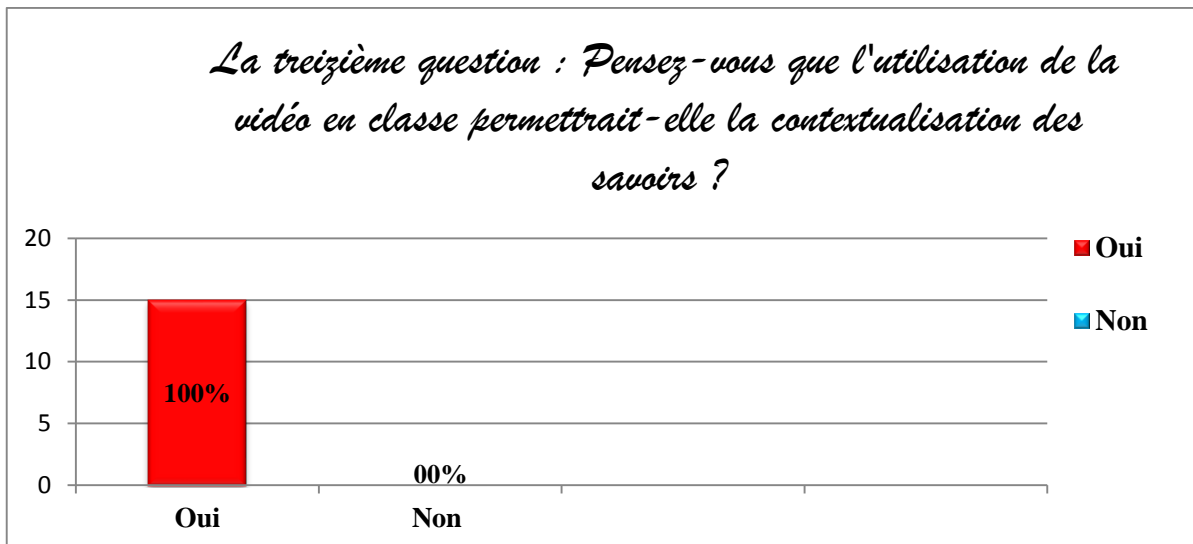 La treizième question : Pensez-vous que l'utilisation de la
vidéo en classe permettrait-elle la contextualisation des
savoirs ?
20
15
10
5
0
100%
00%
Oui
Non
Oui
Non